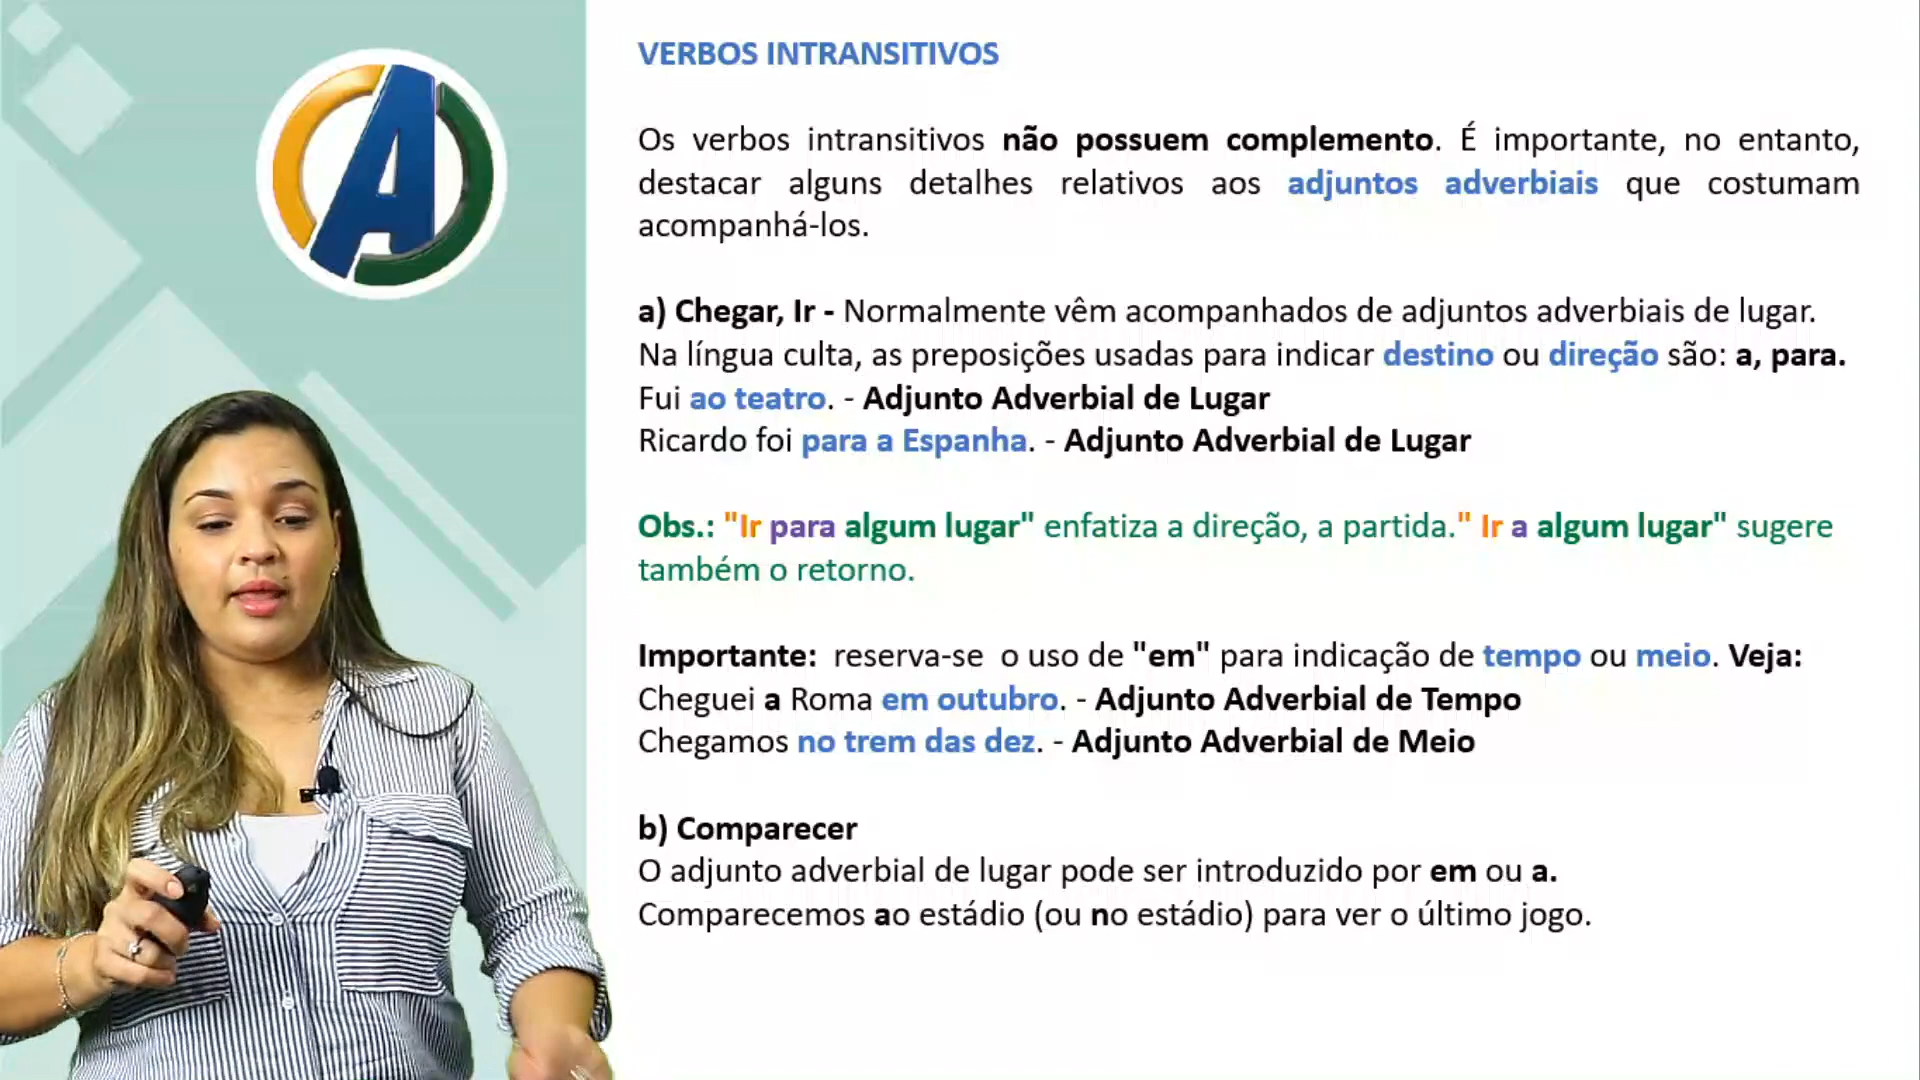 A
VERBOS INTRANSITIVOS
Os verbos intransitivos não possuem complemento. É importante, no entanto,
destacar alguns detalhes relativos aos adjuntos adverbiais que costumam
acompanhá-los.
a) Chegar, Ir - Normalmente vêm acompanhados de adjuntos adverbiais de lugar.
Na língua culta, as preposições usadas para indicar destino ou direção são: a, para.
Fui ao teatro. - Adjunto Adverbial de Lugar
Ricardo foi para a Espanha. - Adjunto Adverbial de Lugar
Obs.: "Ir para algum lugar" enfatiza a direção, a partida." Ir a algum lugar" sugere
também o retorno.
Importante:  reserva-se  o uso de "em" para indicação de tempo ou meio. Veja:
Cheguei a Roma em outubro. - Adjunto Adverbial de Tempo
Chegamos no trem das dez. - Adjunto Adverbial de Meio
b) Comparecer
O adjunto adverbial de lugar pode ser introduzido por em ou a.
Comparecemos ao estádio (ou no estádio) para ver o último jogo.